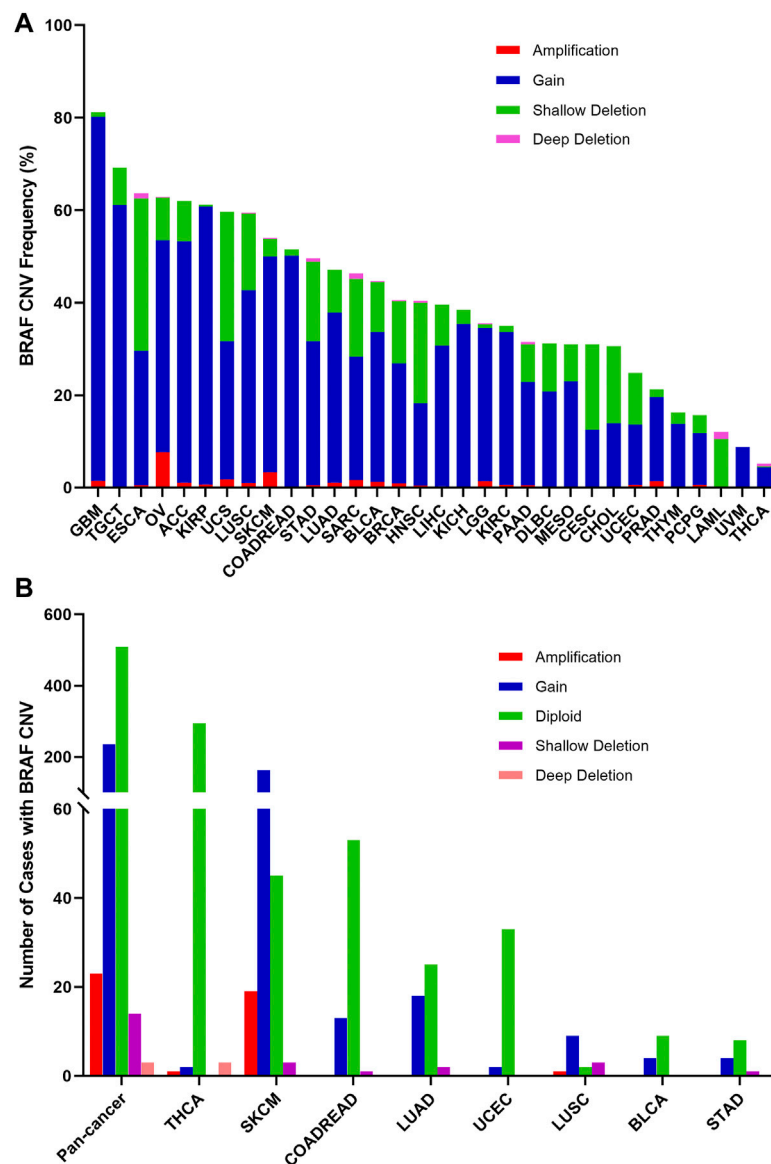 A
BRAF CNV Frequency (%)
100
80
60
40
20
0
Amplification
Gain
Shallow Deletion
Deep Deletion
GBM
TGCT
ESCA
OV
ACC
KIRP
UCS
LUSC
SKCM
COADREAD
STAD
LUAD
SARC
BLCA
BRCA
HNSC
LIHC
KICH
LGG
KIRC
PAAD
DLBC
MESO
CESC
CHOL
UCEC
PRAD
THYM
PCPG
LAML
UVM
THCA
B
Number of Cases with BRAF CNV
600
400
200
60
40
20
0
Amplification
Gain
Diploid
Shallow Deletion
Deep Deletion
Pan-cancer
THCA
SKCM
COADREAD
LUAD
UCEC
LUSC
BLCA
STAD